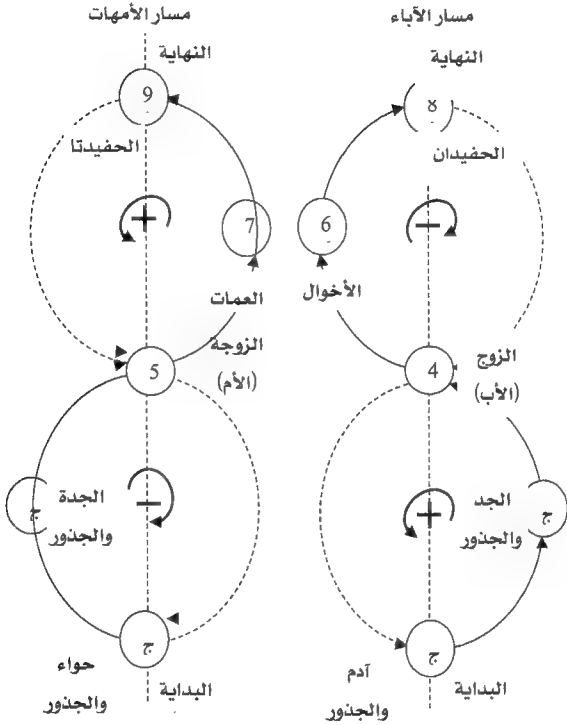 مسار الآباء
النهاية
8
الحفيدان
6
الأخوال
الزوج
(الأب)
4
الجد
والجذور
ج
ج
البداية
آدم
والجذور
مسار الأمهات
النهاية
9
الحفيدتا
7
العمات
الزوجة
(الأم)
5
الجدة
والجذور
ج
ج
البداية
حواء
والجذور